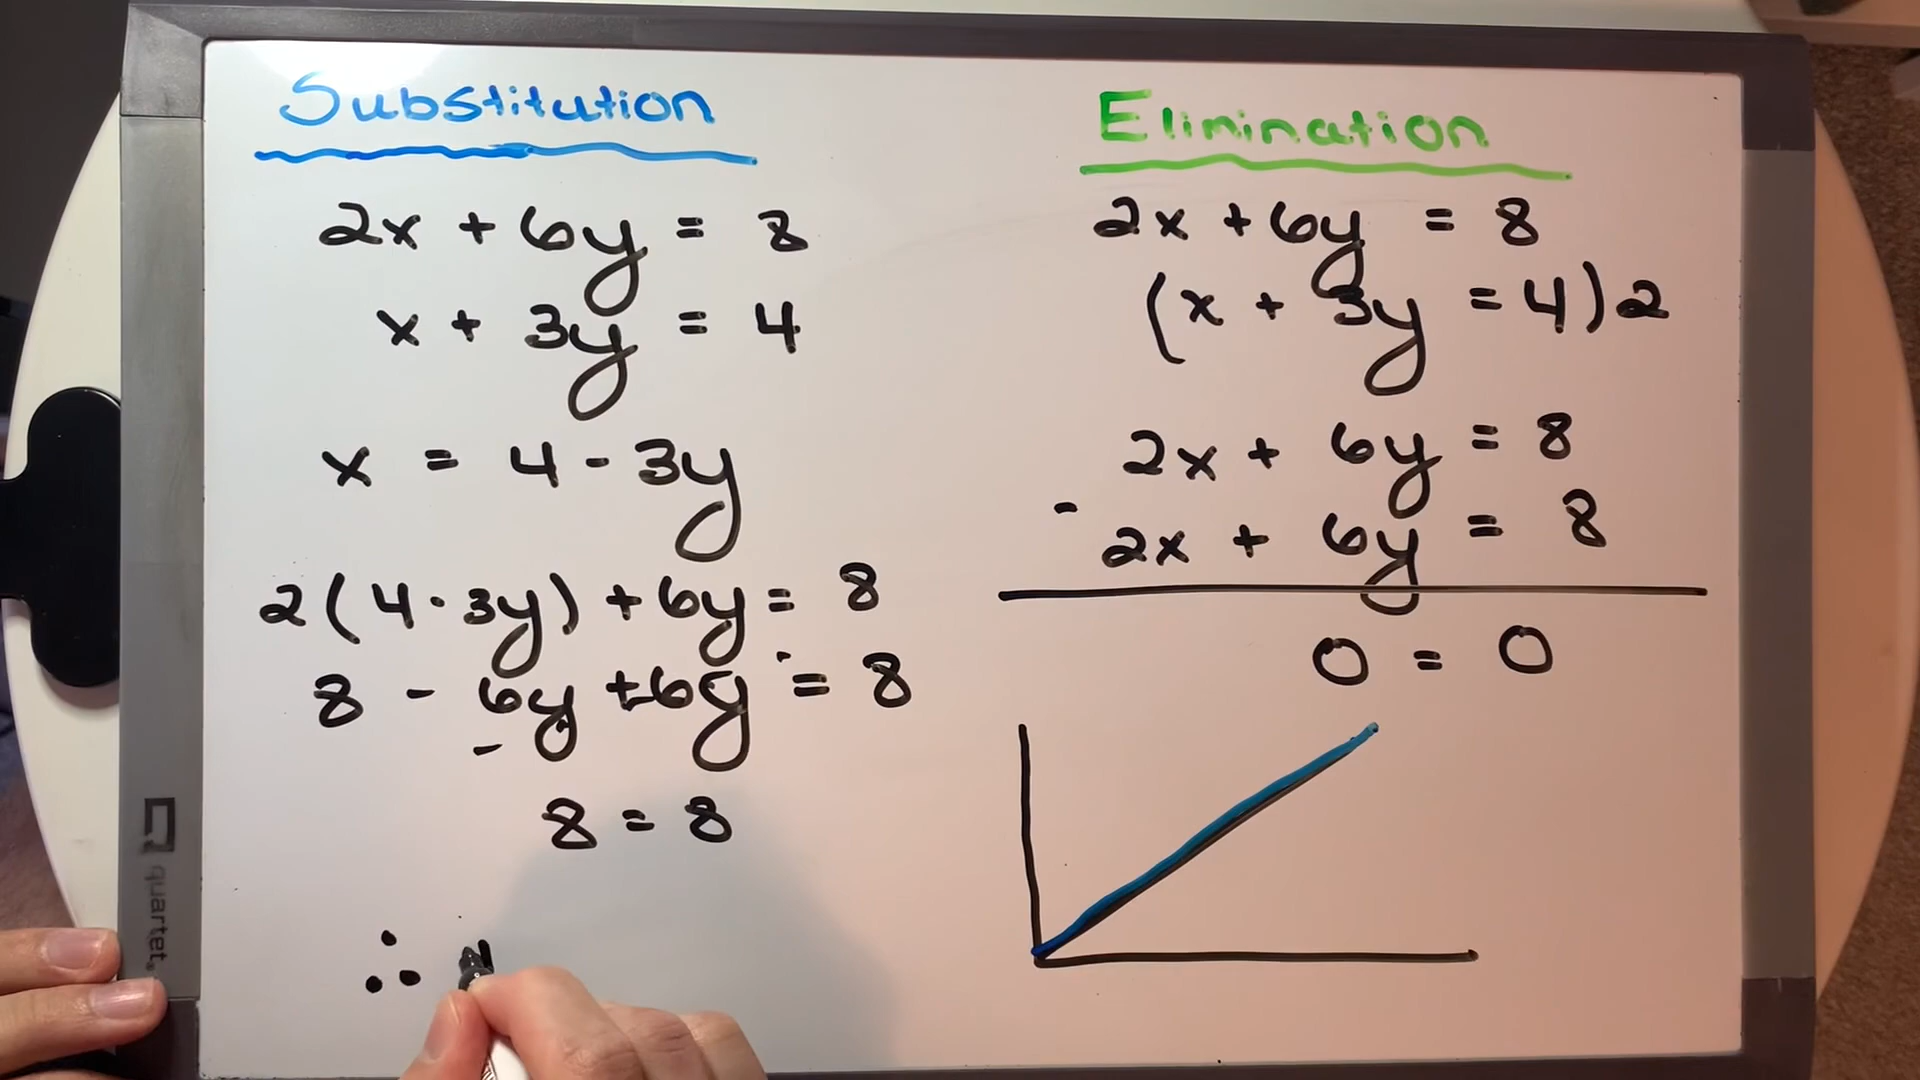 Substitution
2x + 6y = 8
x + 3y = 4
x = 4 - 3y
2(4 - 3y) + 6y = 8
8 - 6y + 6y = 8
8 = 8
∴
Elimination
2x + 6y = 8
(x + 3y = 4)2
2x + 6y = 8
- 2x + 6y = 8
0 = 0
quartet